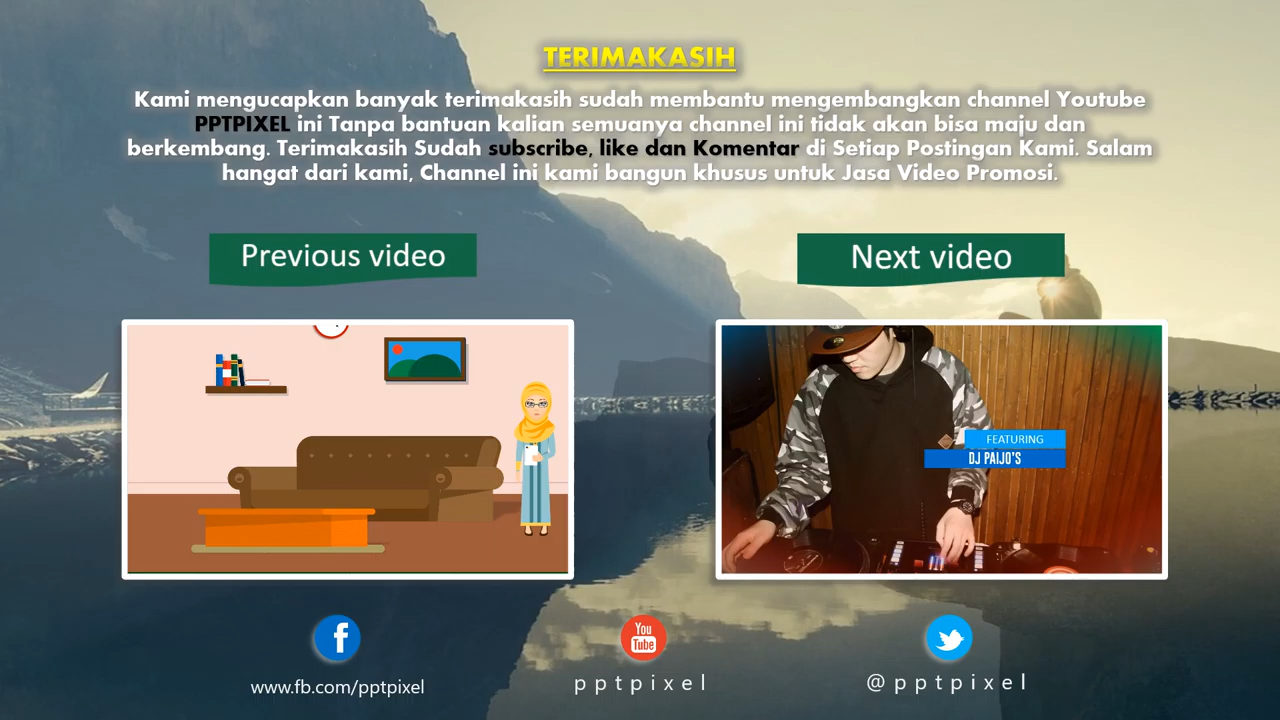 TERIMAKASIH
Kami mengucapkan banyak terimakasih sudah membantu mengembangkan channel Youtube
PPTPIXEL ini Tanpa bantuan kalian semuanya channel ini tidak akan bisa maju dan
berkembang. Terimakasih Sudah subscribe, like dan Komentar di Setiap Postingan Kami. Salam
hangat dari kami, Channel ini kami bangun khusus untuk Jasa Video Promosi.
Previous video
Next video
FEATURING
DJ PAIJO'S
You
Tube
www.fb.com/pptpixel
pptpixel
@pptpixel